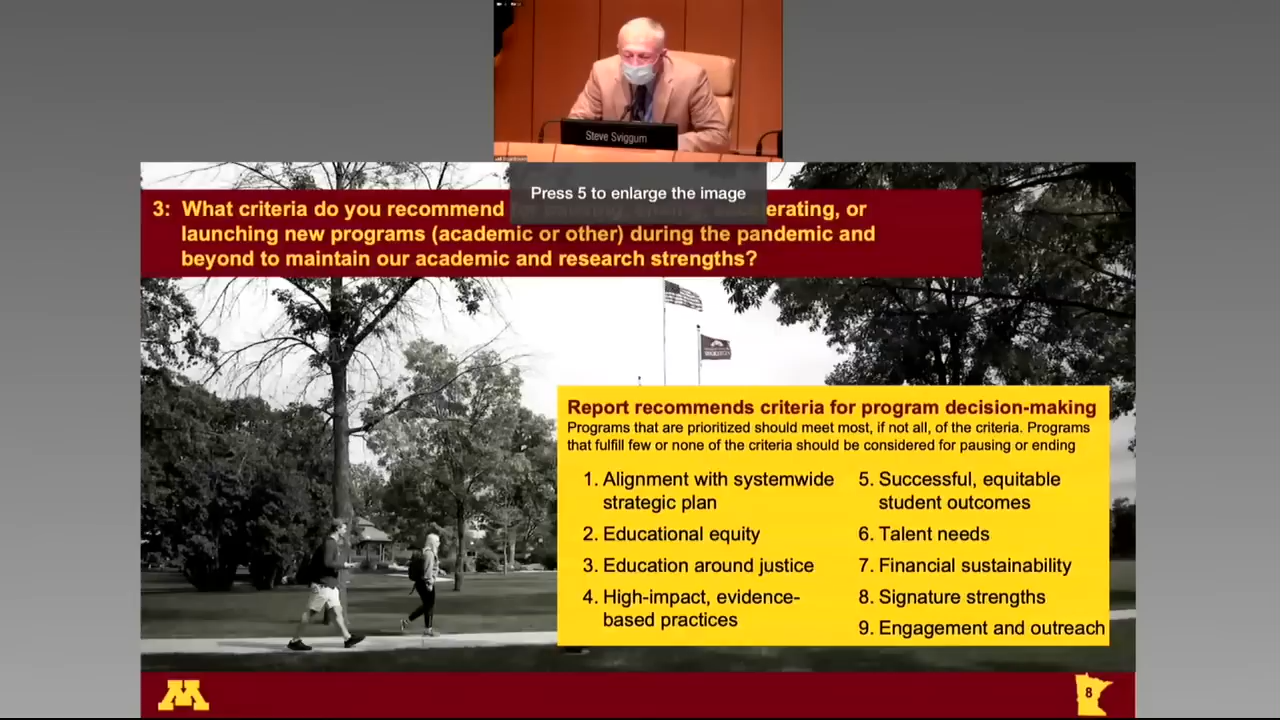 Steve Sviggum
Press 5 to enlarge the image
3: What criteria do you recommend erating, or
launching new programs (academic or other) during the pandemic and
beyond to maintain our academic and research strengths?
Report recommends criteria for program decision-making
Programs that are prioritized should meet most, if not all, of the criteria. Programs
that fulfill few or none of the criteria should be considered for pausing or ending
1. Alignment with systemwide
strategic plan
2. Educational equity
3. Education around justice
4. High-impact, evidence-
based practices
5. Successful, equitable
student outcomes
6. Talent needs
7. Financial sustainability
8. Signature strengths
9. Engagement and outreach
M
8